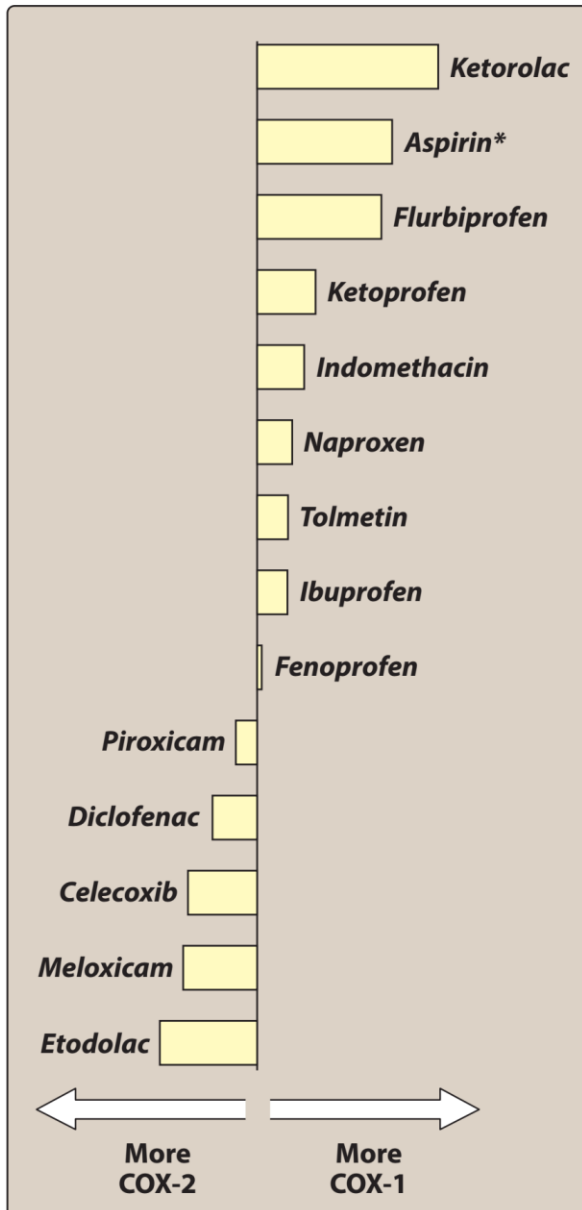 Ketorolac
Aspirin*
Flurbiprofen
Ketoprofen
Indomethacin
Naproxen
Tolmetin
Ibuprofen
Fenoprofen
Piroxicam
Diclofenac
Celecoxib
Meloxicam
Etodolac
More
COX-2
More
COX-1